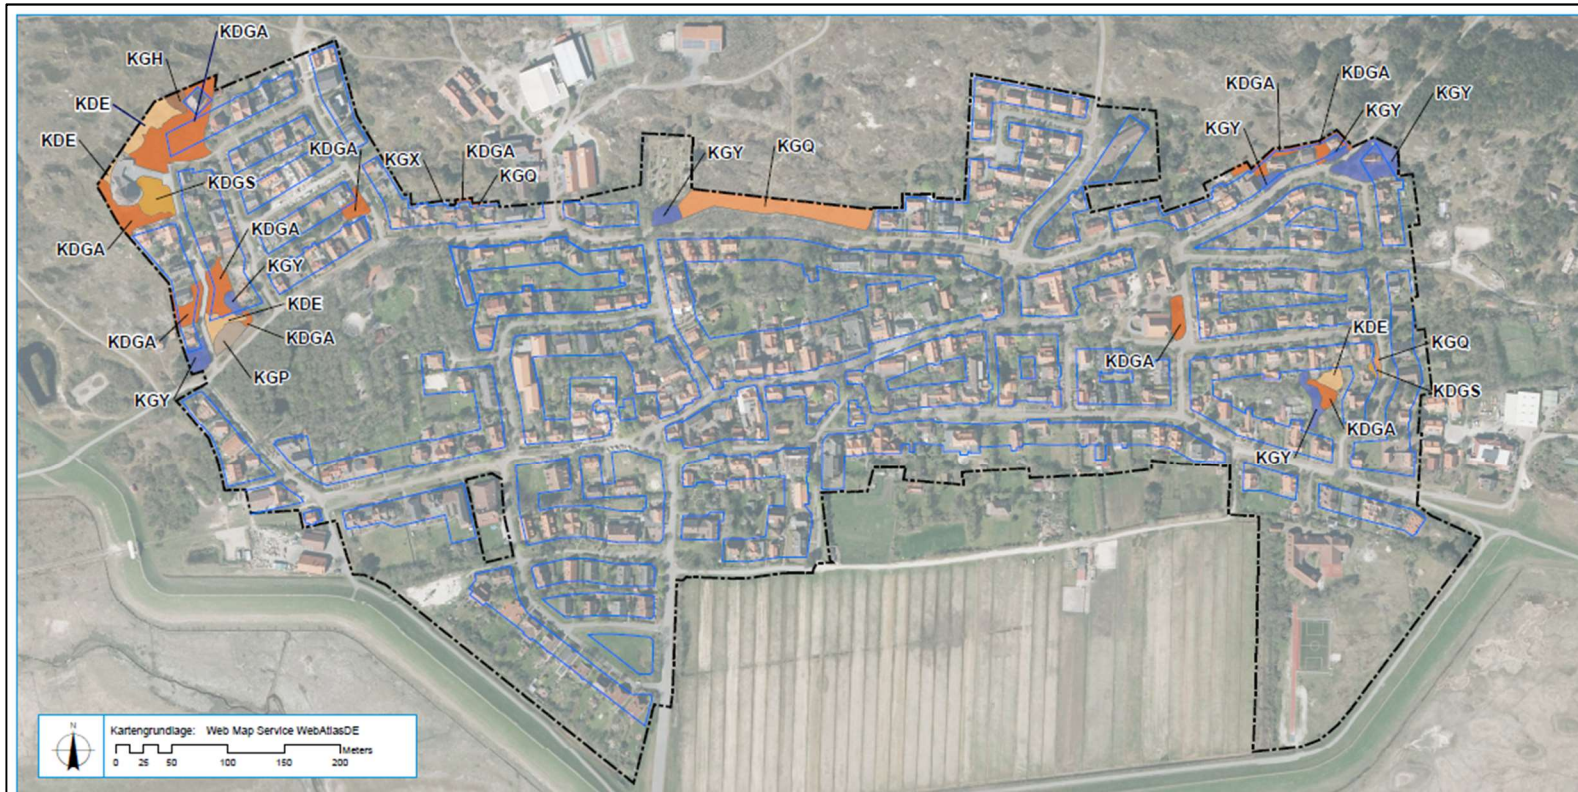 KDGA
KGH
KDE
KDE
KDGA
KGX
KDGA
KGQ
KDGS
KDGA
KDGA
KGY
KDE
KDGA
KDGA
KGP
KGY
KGY
KGQ
KDGA
KDGA
KGY
KGY
KGY
KDGA
KDE
KGQ
KDGS
KDGA
KGY
N
Kartengrundlage: Web Map Service WebAtlasDE
Meters
0 25 50 100 150 200